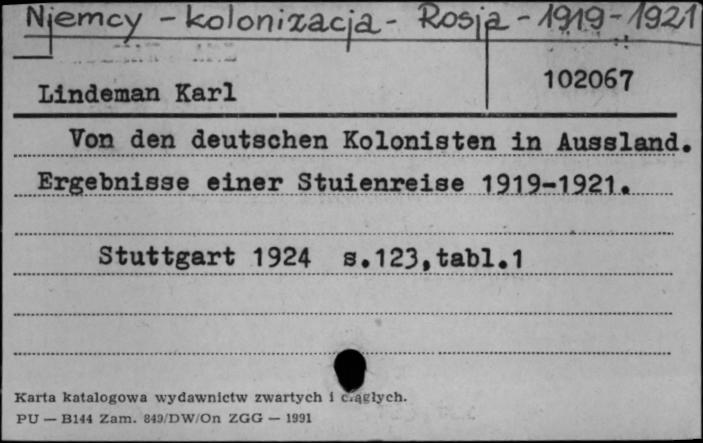 Niemcy - kolonizacja - Rosja - 1919-1921
102067
Lindeman Karl
Von den deutschen Kolonisten in Aussland.
Ergebnisse einer Stuienreise 1919-1921.
Stuttgart 1924 s.123,tabl.1
Karta katalogowa wydawnictw zwartych i ciągłych.
PU — B144 Zam. 849/DW/On ZGG — 1991